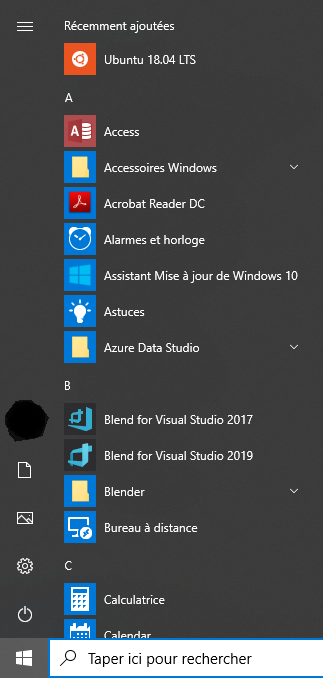 Récemment ajoutées
Ubuntu 18.04 LTS
A
Access
Accessoires Windows
Acrobat Reader DC
Alarmes et horloge
Assistant Mise à jour de Windows 10
Astuces
Azure Data Studio
B
Blend for Visual Studio 2017
Blend for Visual Studio 2019
Blender
Bureau à distance
C
Calculatrice
Calendar
Taper ici pour rechercher